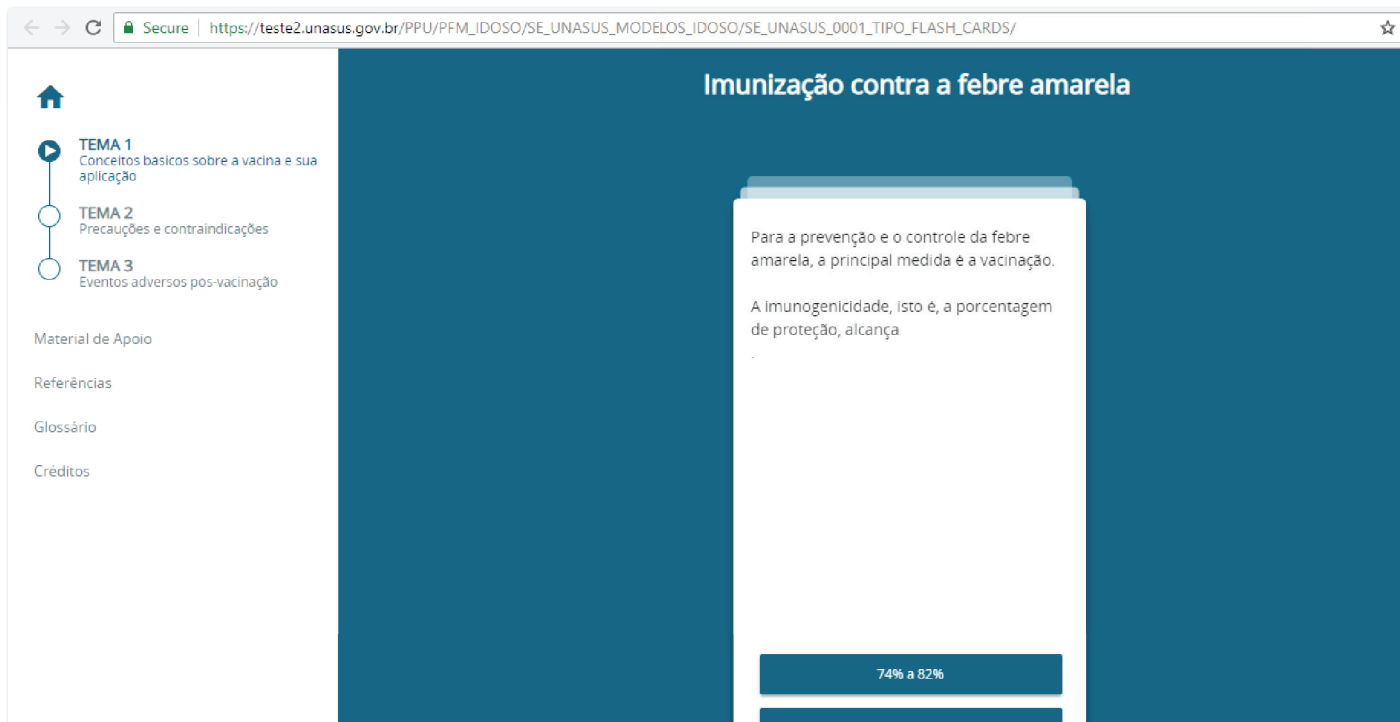 Secure
https://teste2.unasus.gov.br/PPU/PFM_IDOSO/SE_UNASUS_MODELOS_IDOSO/SE_UNASUS_0001_TIPO_FLASH_CARDS/
Imunização contra a febre amarela
TEMA 1
Conceitos basicos sobre a vacina e sua
aplicação
TEMA 2
Precauções e contraindicações
TEMA 3
Eventos adversos pos-vacinação
Material de Apoio
Referências
Glossário
Créditos
Para a prevenção e o controle da febre
amarela, a principal medida é a vacinação.
A imunogenicidade, isto é, a porcentagem
de proteção, alcança
.
74% a 82%